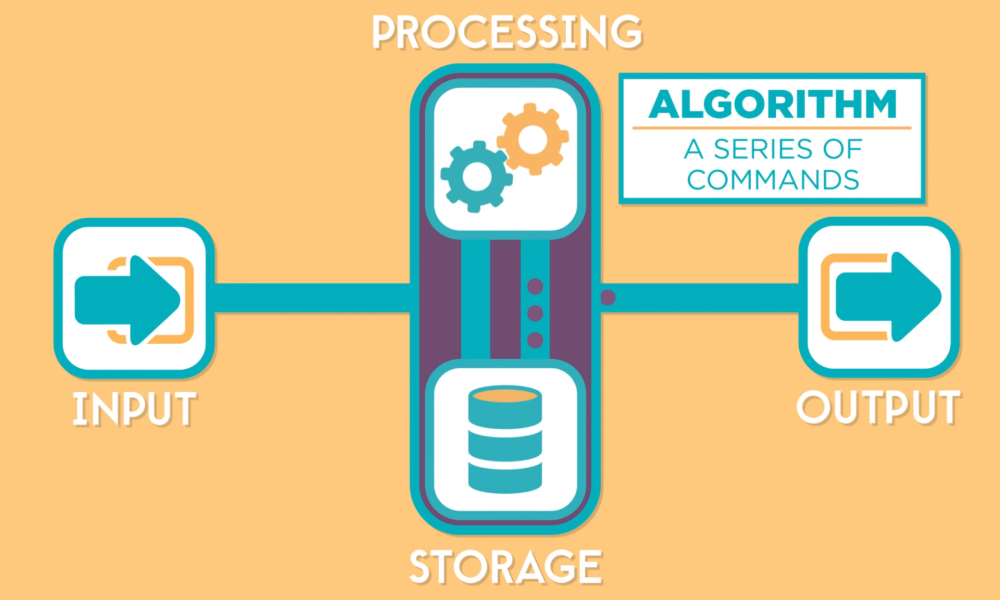 PROCESSING
ALGORITHM
A SERIES OF
COMMANDS
INPUT
OUTPUT
STORAGE